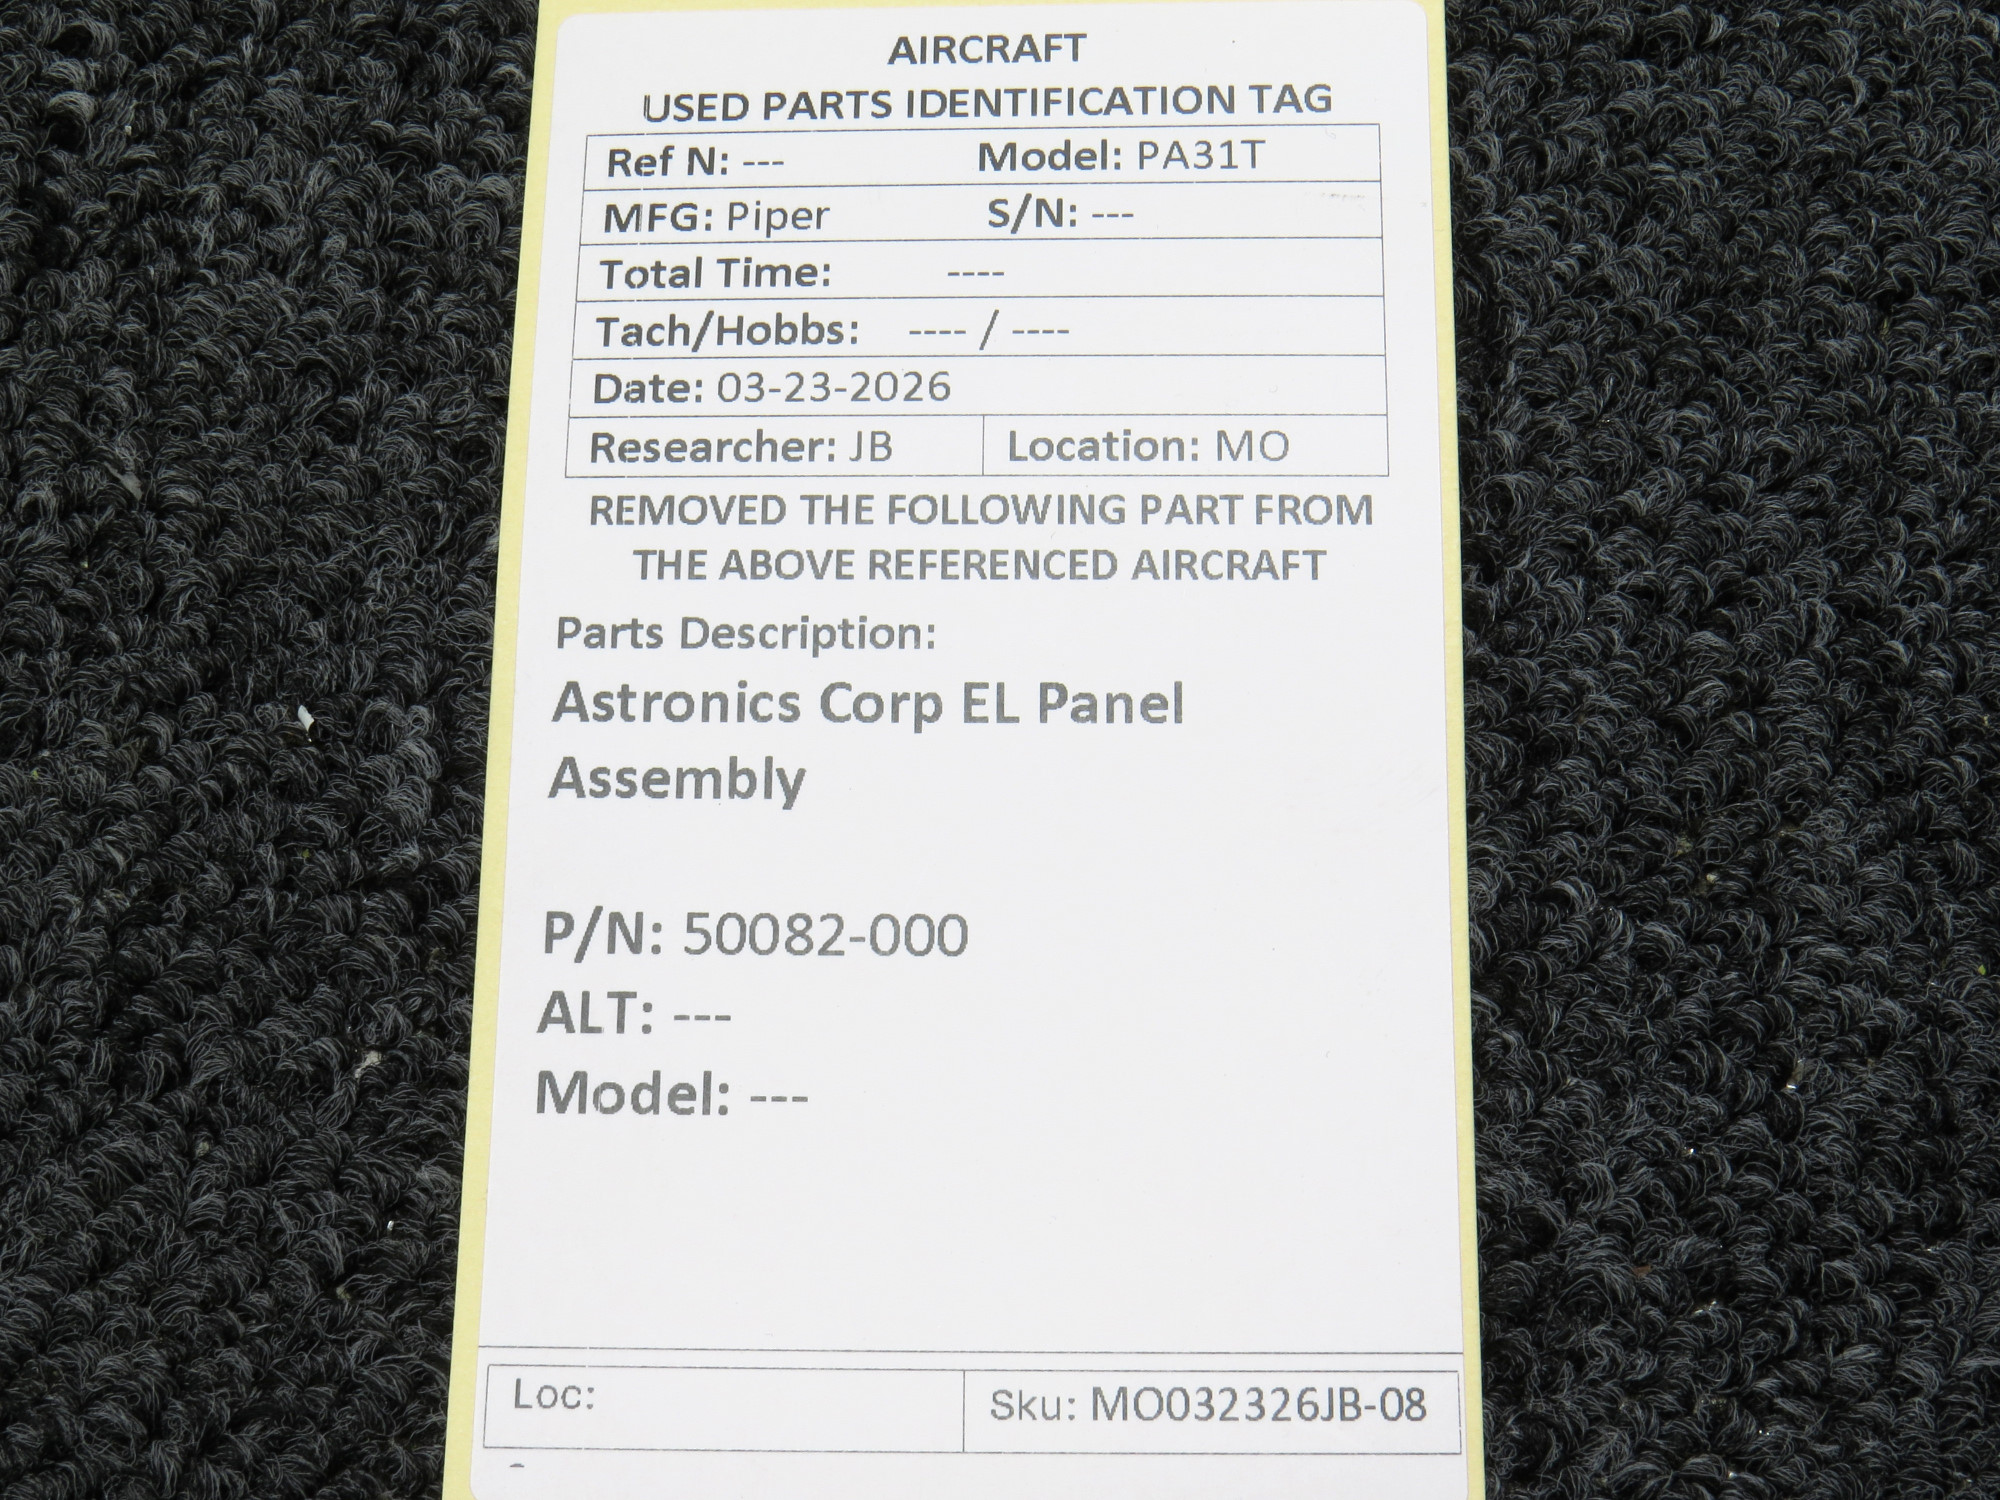 AIRCRAFT
USED PARTS IDENTIFICATION TAG
Ref N: --- Model: PA31T
MFG: Piper S/N: ---
Total Time: ----
Tach/Hobbs: ---- / ----
Date: 03-23-2026
Researcher: JB Location: MO
REMOVED THE FOLLOWING PART FROM
THE ABOVE REFERENCED AIRCRAFT
Parts Description:
Astronics Corp EL Panel
Assembly
P/N: 50082-000
ALT: ---
Model: ---
Loc: Sku: MO032326JB-08